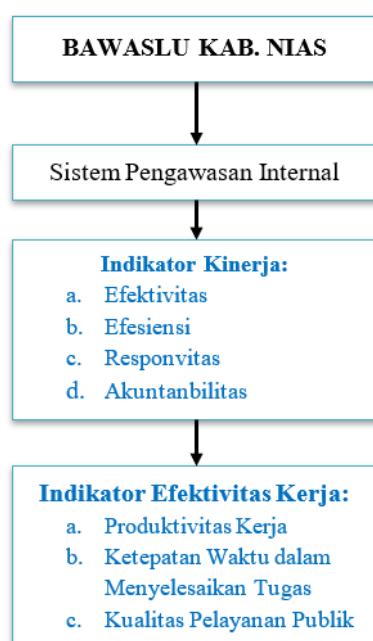 BAWASLU KAB. NIAS
Sistem Pengawasan Internal
Indikator Kinerja:
a. Efektivitas
b. Efesiensi
c. Responvitas
d. Akuntanbilitas
Indikator Efektivitas Kerja:
a. Produktivitas Kerja
b. Ketepatan Waktu dalam
Menyelesaikan Tugas
c. Kualitas Pelayanan Publik